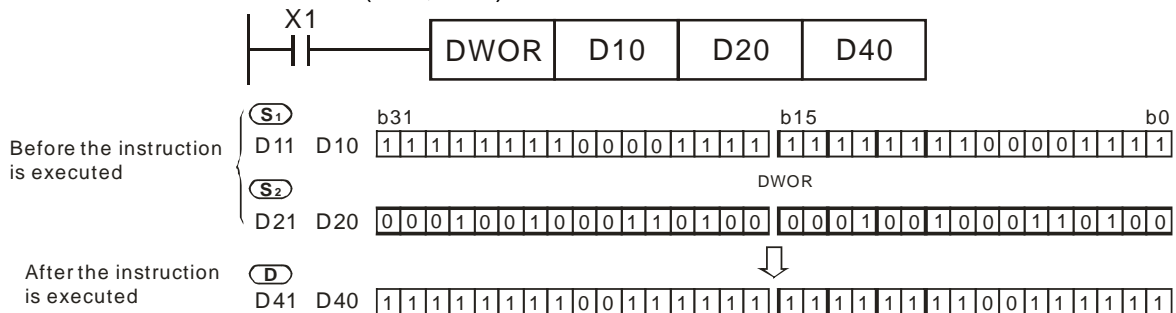 X1
DWOR D10 D20 D40
S1 b31 b15 b0
Before the instruction is executed
D11 D10 1 1 1 1 1 1 1 1 0 0 0 0 1 1 1 1 1 1 1 1 1 1 1 1 0 0 0 0 1 1 1 1
S2 DWOR
D21 D20 0 0 0 1 0 0 1 0 0 0 1 1 0 1 0 0 0 0 0 1 0 0 1 0 0 0 1 1 0 1 0 0
After the instruction is executed
D
D41 D40 1 1 1 1 1 1 1 1 0 0 1 1 1 1 1 1 1 1 1 1 1 1 1 1 0 0 1 1 1 1 1 1